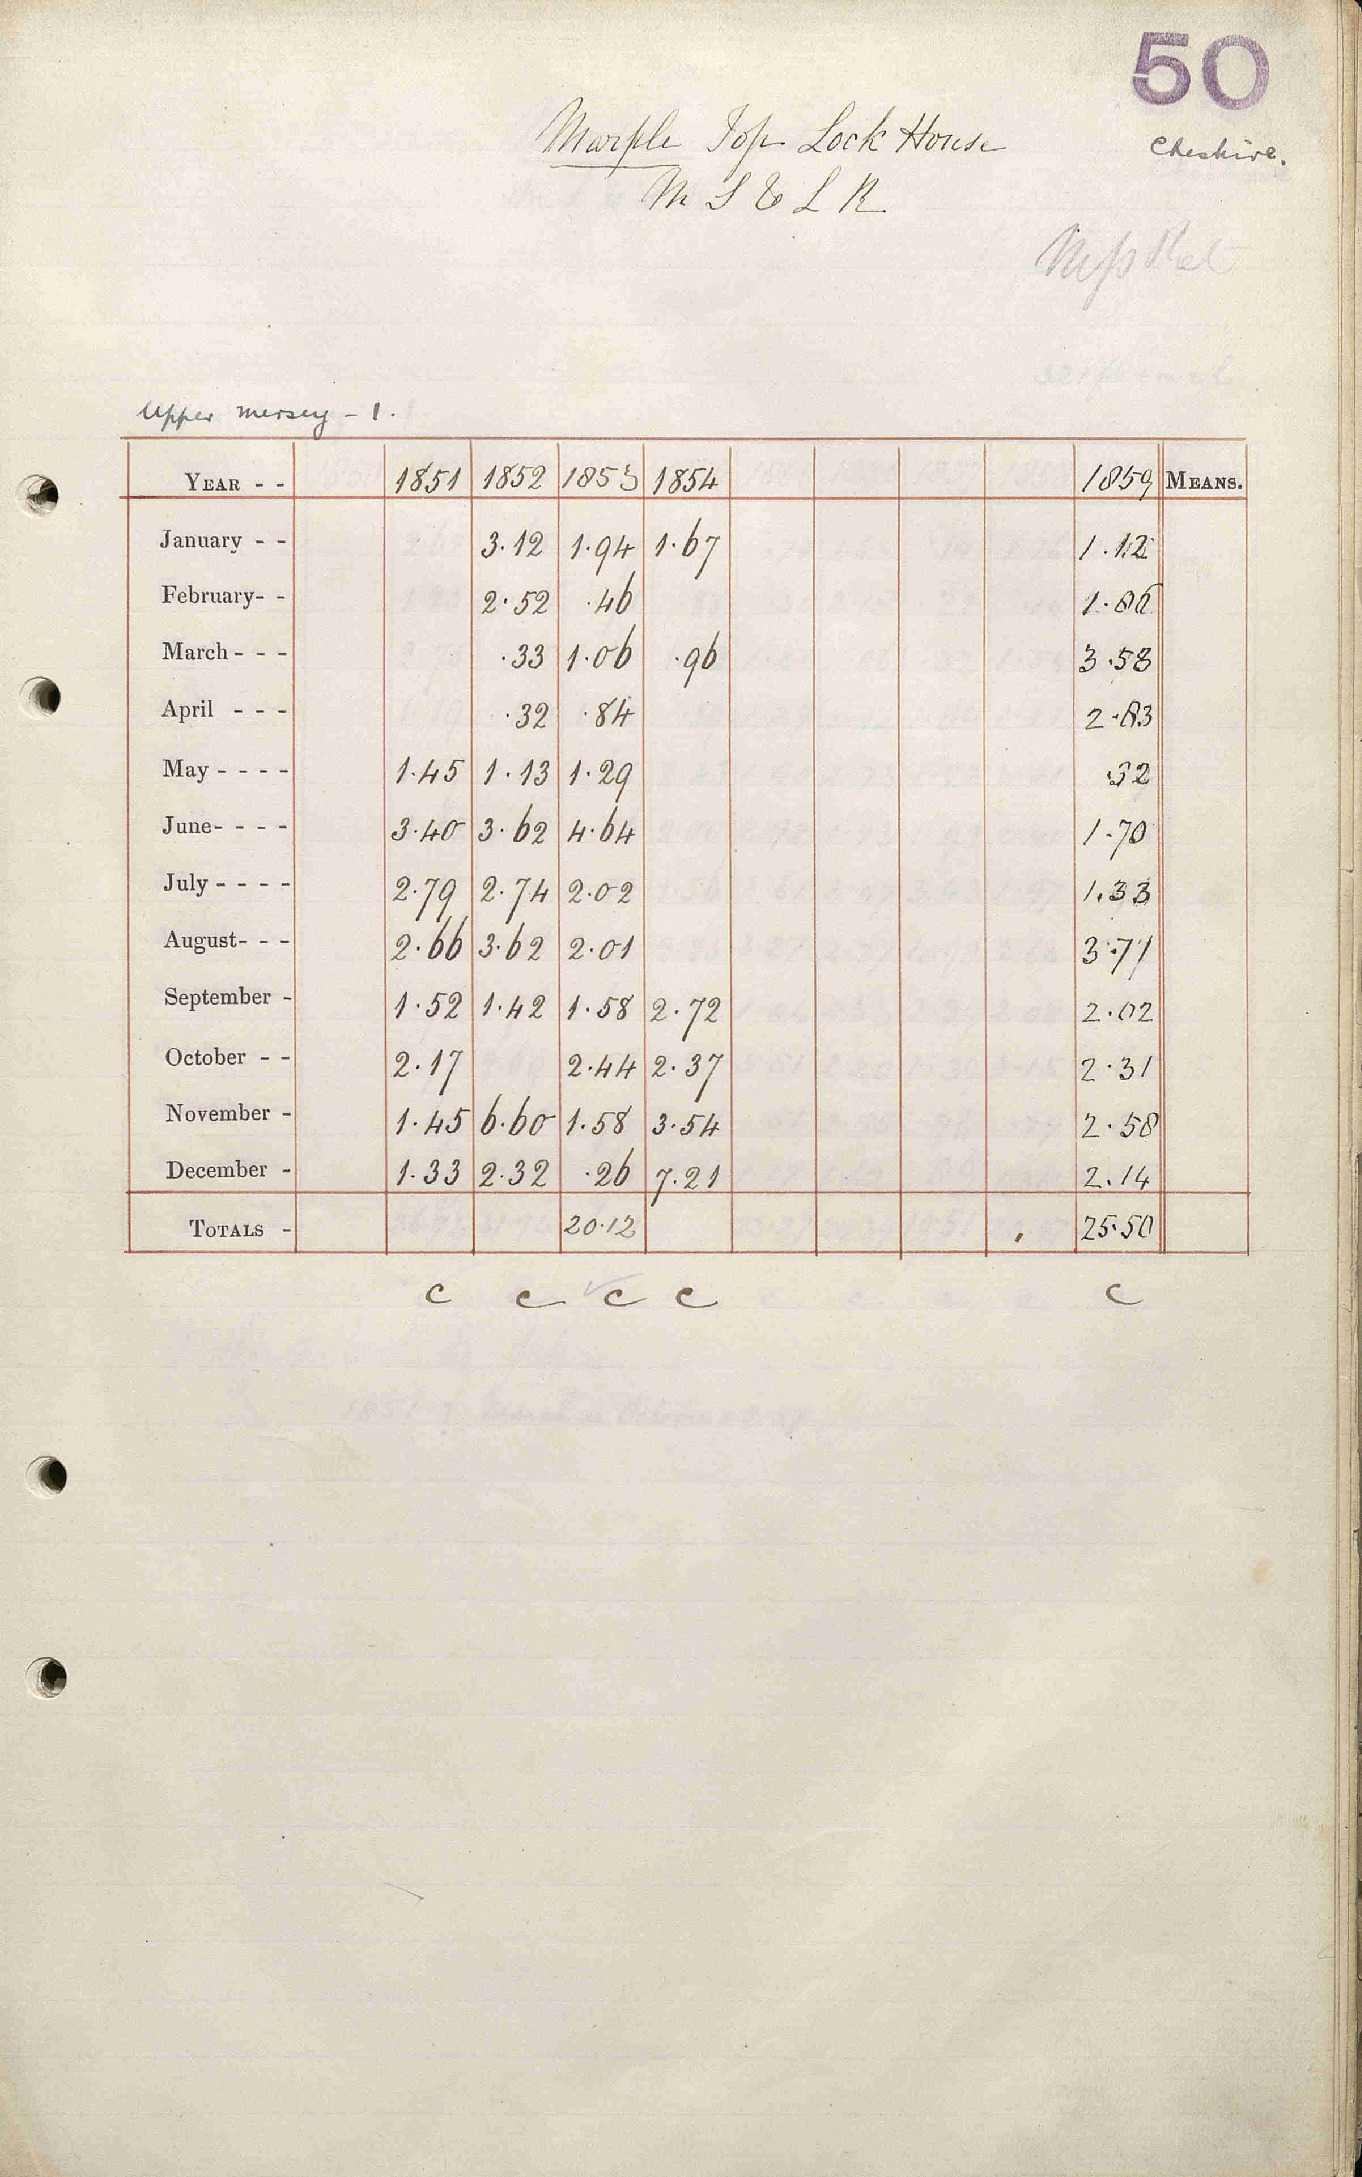 50
Marple Top Lock House
Cheshire.
M S & L R
Upper Mersey - 1.
YEAR - - 1851 1852 1853 1854 1859 MEANS.
January - - 3.12 1.94 1.67 1.12
February- - 2.52 .46 1.86
March - - - .33 1.06 .96 3.58
April - - - .32 .84 2.83
May - - - - 1.45 1.13 1.29 .32
June- - - - 3.40 3.62 4.64 1.70
July - - - - 2.79 2.74 2.02 1.33
August- - - 2.66 3.62 2.01 3.71
September - 1.52 1.42 1.58 2.72 2.02
October - - 2.17 2.44 2.37 2.31
November - 1.45 6.60 1.58 3.54 2.58
December - 1.33 2.32 .26 7.21 2.14
TOTALS - 20.12 25.50
c c c c c